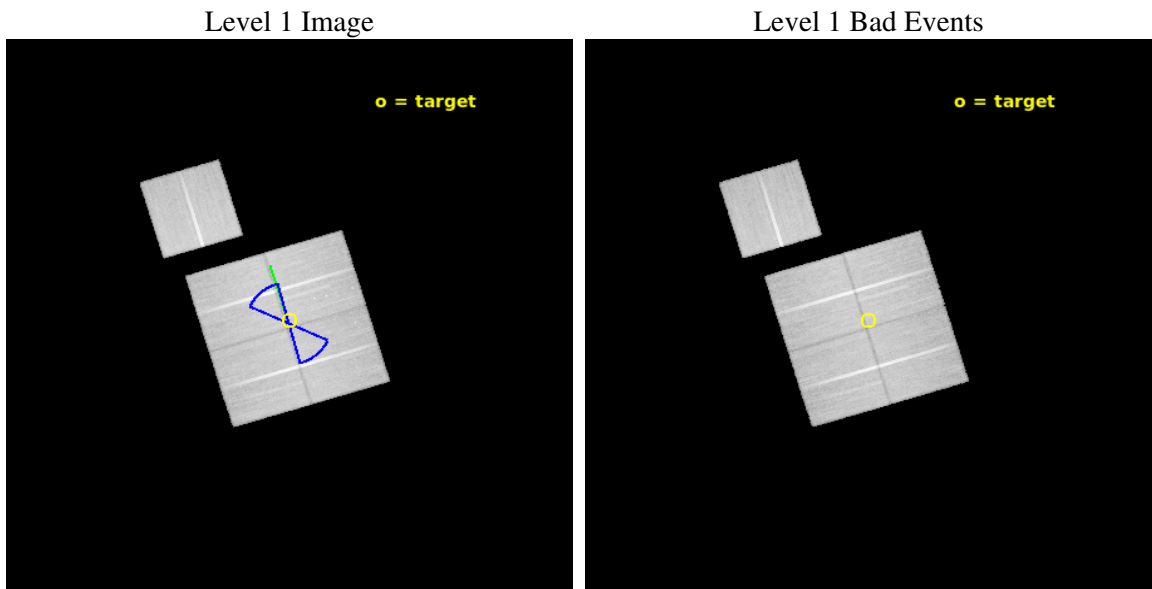 Level 1 Image
Level 1 Bad Events
o = target
o = target